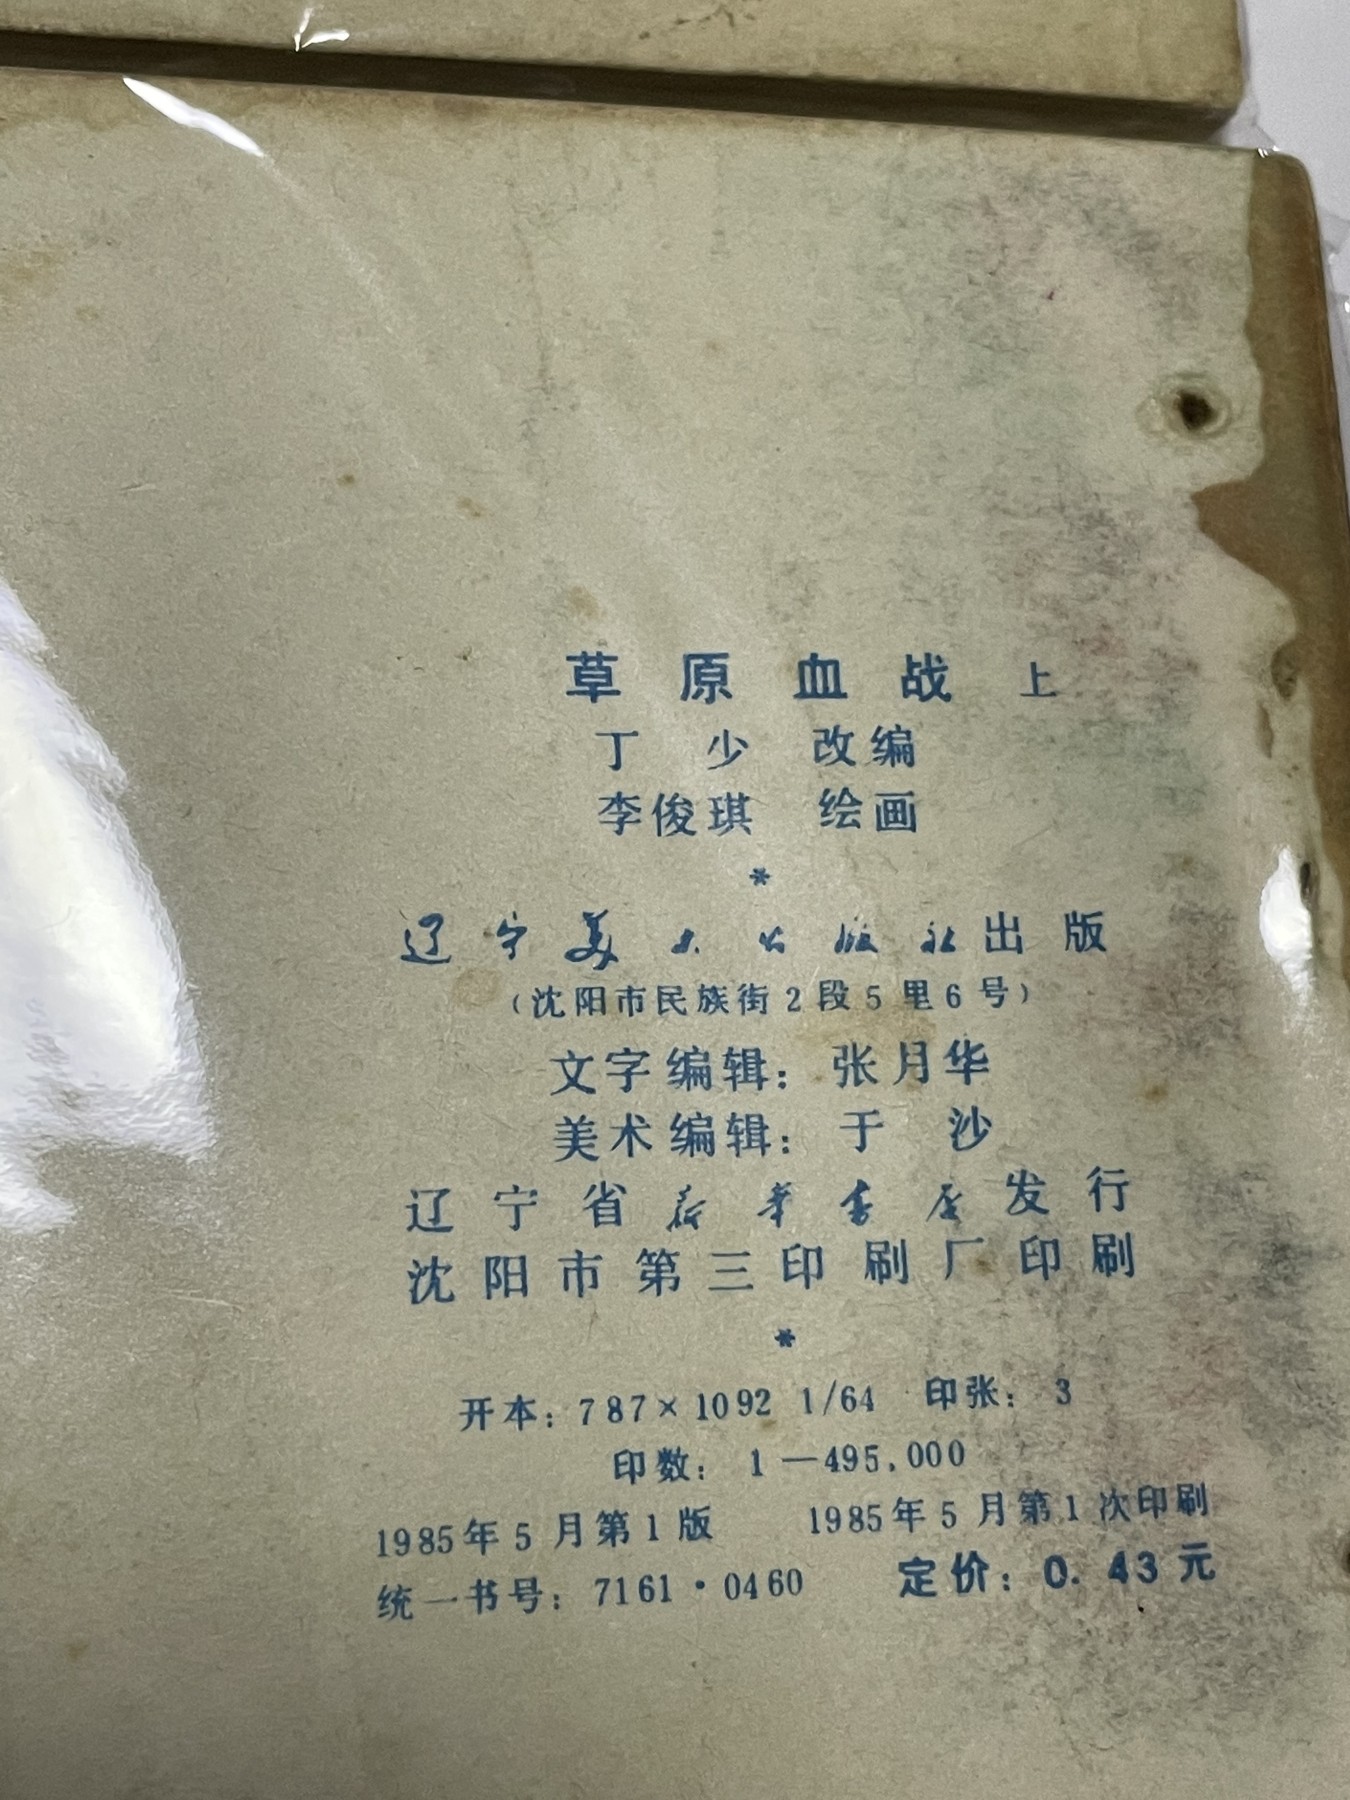 草原血战 上
丁少 改编
李俊琪 绘画
*
辽宁美术出版社出版
(沈阳市民族街2段5里6号)
文字编辑: 张月华
美术编辑: 于沙
辽宁省新华书店发行
沈阳市第三印刷厂印刷
*
开本: 787×1092 1/64 印张: 3
印数: 1—495,000
1985年5月第1版 1985年5月第1次印刷
统一书号: 7161·0460 定价: 0.43元